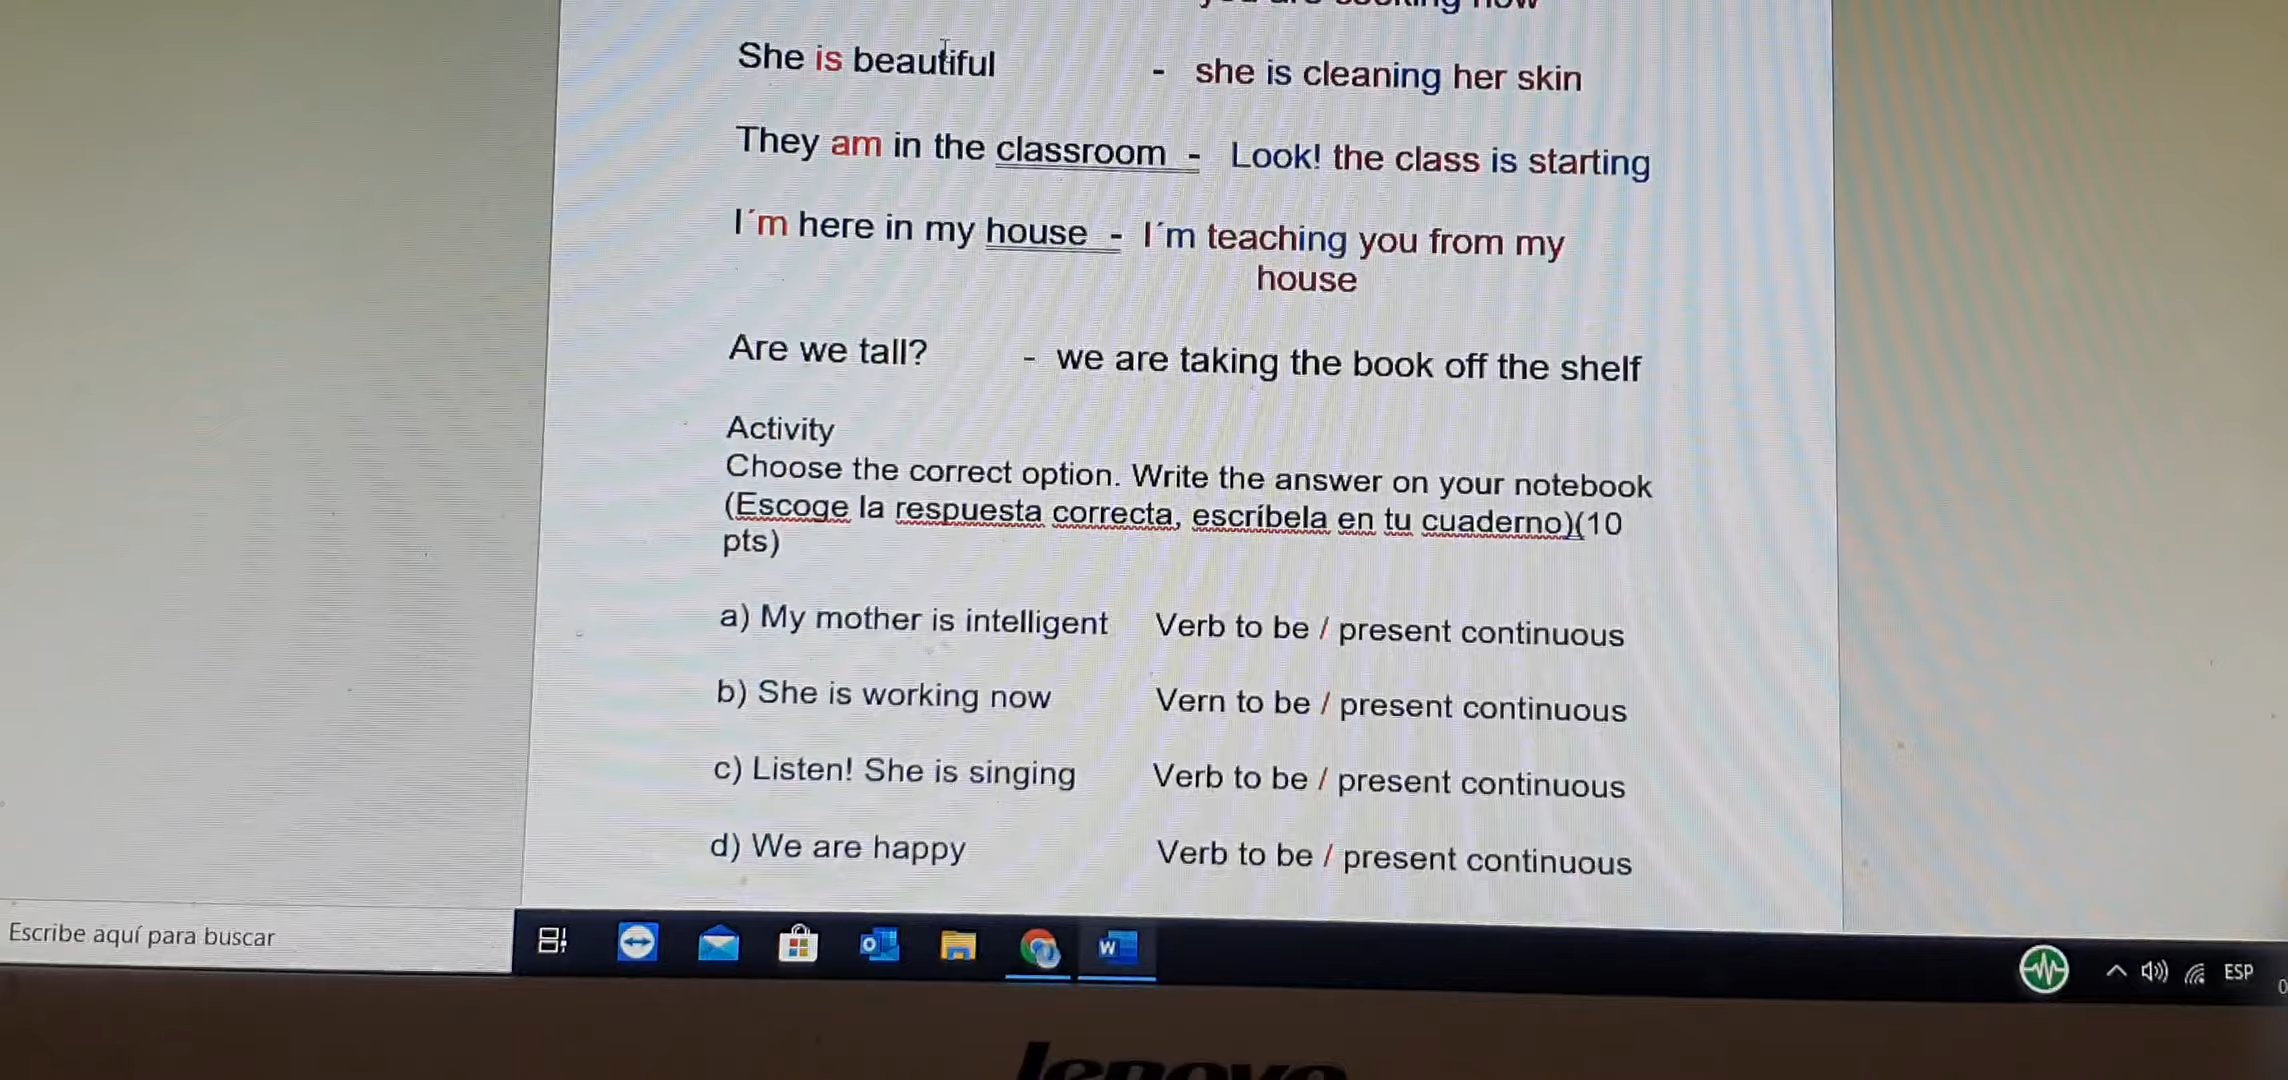 you are cooking now
She is beautiful - she is cleaning her skin
They am in the classroom - Look! the class is starting
I´m here in my house - I´m teaching you from my
house
Are we tall? - we are taking the book off the shelf
Activity
Choose the correct option. Write the answer on your notebook
(Escoge la respuesta correcta, escríbela en tu cuaderno)(10
pts)
a) My mother is intelligent Verb to be / present continuous
b) She is working now Vern to be / present continuous
c) Listen! She is singing Verb to be / present continuous
d) We are happy Verb to be / present continuous
Escribe aquí para buscar
ESP
lenovo